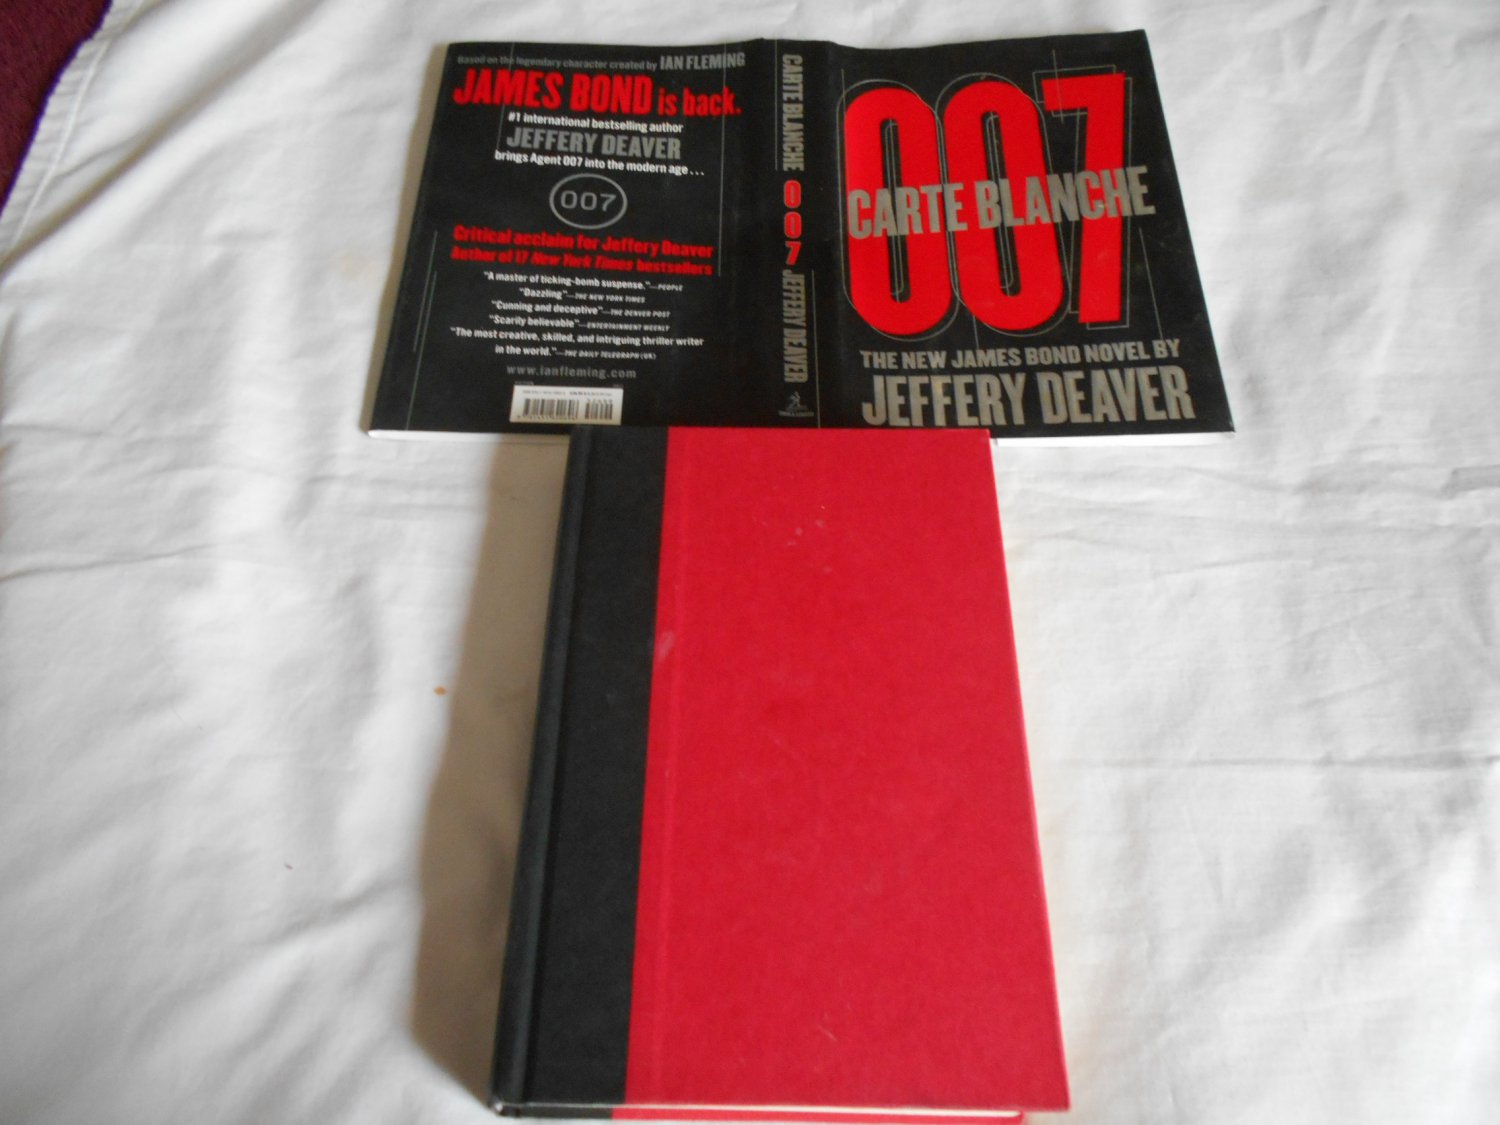 Based on the legendary character created by IAN FLEMING
JAMES BOND is back.
#1 international bestselling author
JEFFERY DEAVER
brings Agent 007 into the modern age...
007
Critical acclaim for Jeffery Deaver
Author of 17 New York Times bestsellers
"A master of ticking-bomb suspense."—PEOPLE
"Dazzling"—THE NEW YORK TIMES
"Cunning and deceptive"—THE DENVER POST
"Scarily believable"—ENTERTAINMENT WEEKLY
"The most creative, skilled, and intriguing thriller writer
in the world."—THE DAILY TELEGRAPH (UK)
www.ianfleming.com
CARTE BLANCHE 007 JEFFERY DEAVER
007
CARTE BLANCHE
THE NEW JAMES BOND NOVEL BY
JEFFERY DEAVER